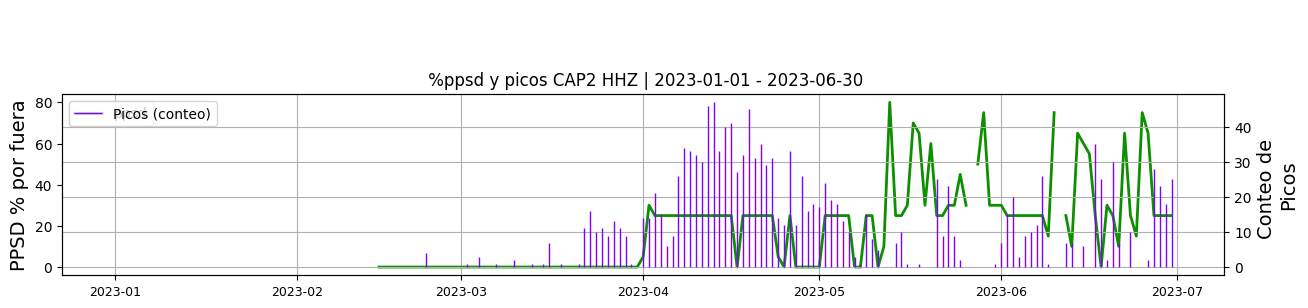 %ppsd y picos CAP2 HHZ | 2023-01-01 - 2023-06-30
PPSD % por fuera
80
60
40
20
0
Picos (conteo)
40
30
20
10
0
Conteo de
Picos
2023-01 2023-02 2023-03 2023-04 2023-05 2023-06 2023-07